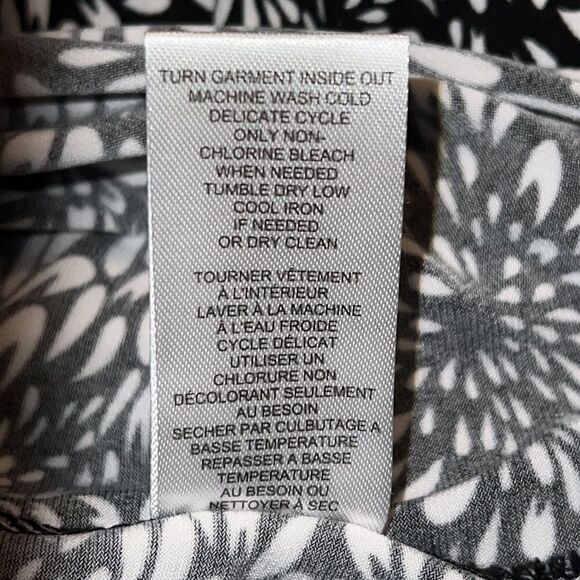 TURN GARMENT INSIDE OUT
MACHINE WASH COLD
DELICATE CYCLE
ONLY NON-
CHLORINE BLEACH
WHEN NEEDED
TUMBLE DRY LOW
COOL IRON
IF NEEDED
OR DRY CLEAN
TOURNER VÊTEMENT
À L'INTÉRIEUR
LAVER À LA MACHINE
À L'EAU FROIDE
CYCLE DÉLICAT
UTILISER UN
CHLORURE NON
DÉCOLORANT SEULEMENT
AU BESOIN
SECHER PAR CULBUTAGE A
BASSE TEMPERATURE
REPASSER A BASSE
TEMPERATURE
AU BESOIN OU
NETTOYER À SEC